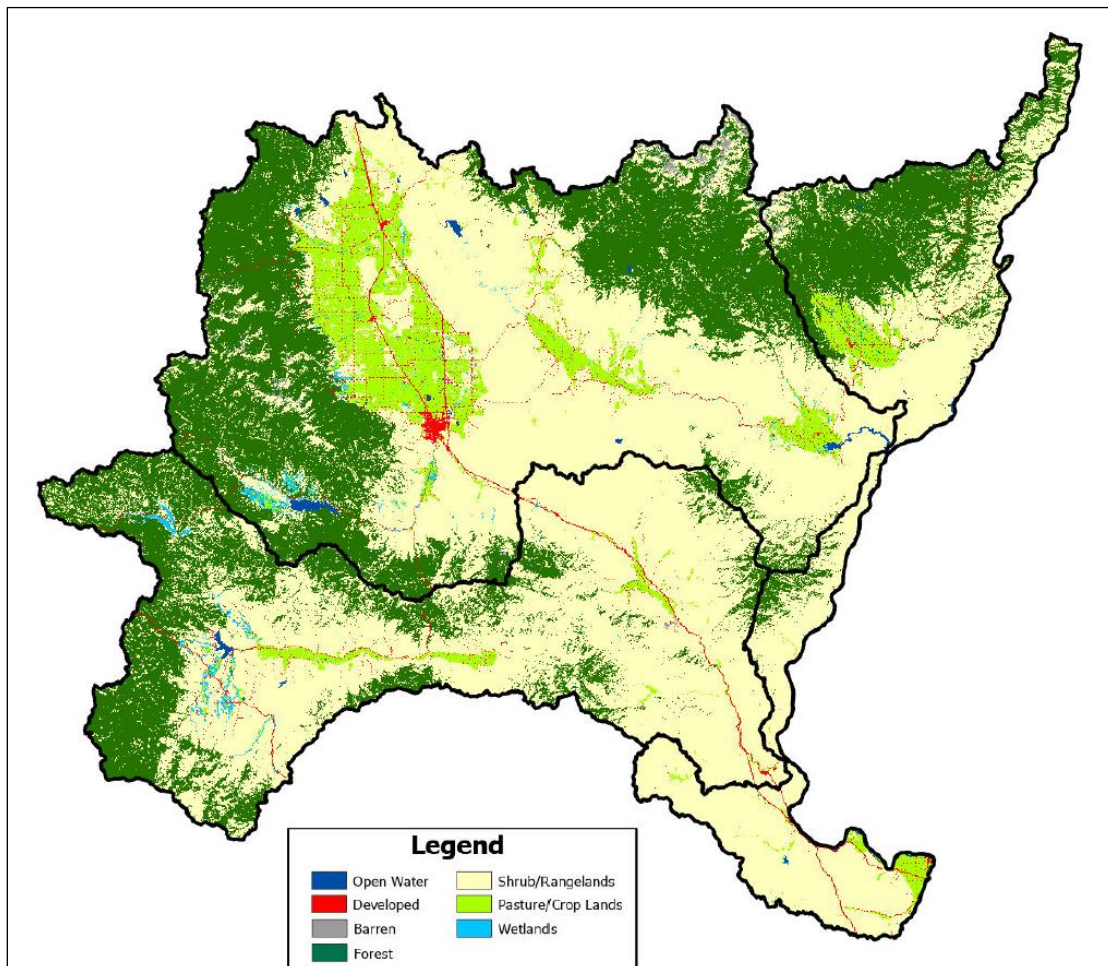 Legend
Open Water
Shrub/Rangelands
Developed
Pasture/Crop Lands
Barren
Wetlands
Forest